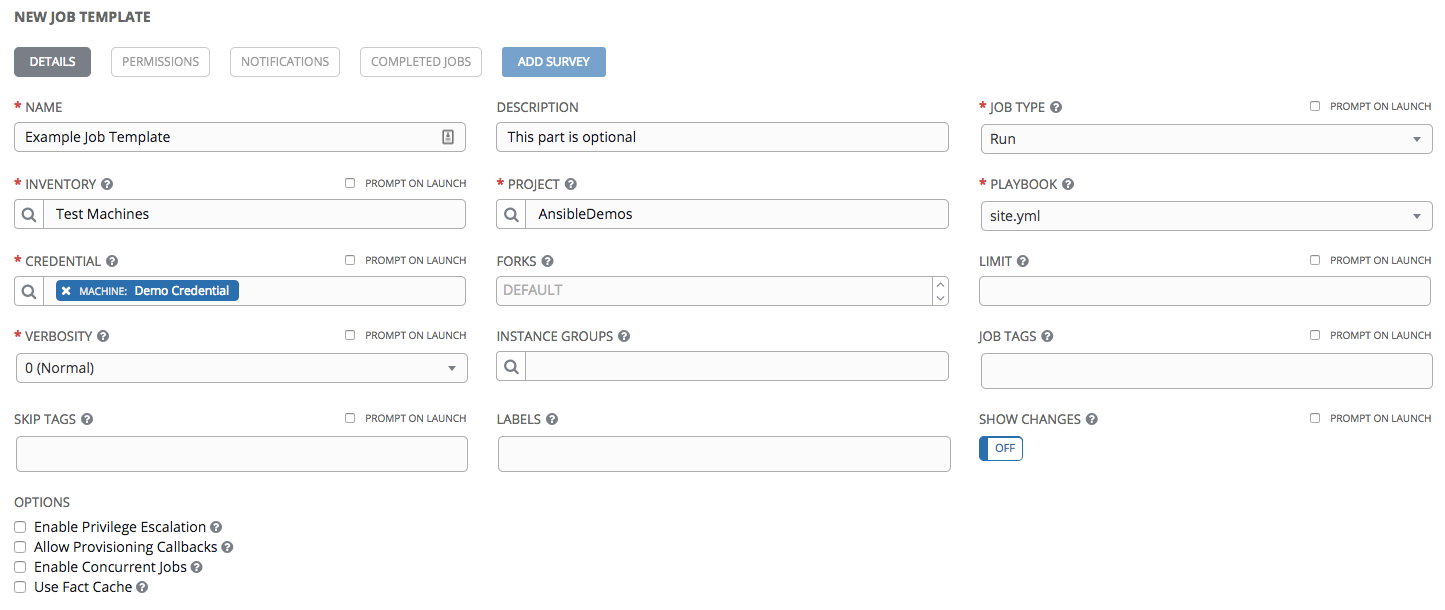 NEW JOB TEMPLATE
DETAILS PERMISSIONS NOTIFICATIONS COMPLETED JOBS ADD SURVEY
* NAME DESCRIPTION * JOB TYPE ? PROMPT ON LAUNCH
Example Job Template This part is optional Run
* INVENTORY ? PROMPT ON LAUNCH * PROJECT ? * PLAYBOOK ?
Test Machines AnsibleDemos site.yml
* CREDENTIAL ? PROMPT ON LAUNCH FORKS ? LIMIT ? PROMPT ON LAUNCH
MACHINE: Demo Credential DEFAULT
* VERBOSITY ? PROMPT ON LAUNCH INSTANCE GROUPS ? JOB TAGS ? PROMPT ON LAUNCH
0 (Normal)
SKIP TAGS ? PROMPT ON LAUNCH LABELS ? SHOW CHANGES ? PROMPT ON LAUNCH
OFF
OPTIONS
Enable Privilege Escalation ?
Allow Provisioning Callbacks ?
Enable Concurrent Jobs ?
Use Fact Cache ?